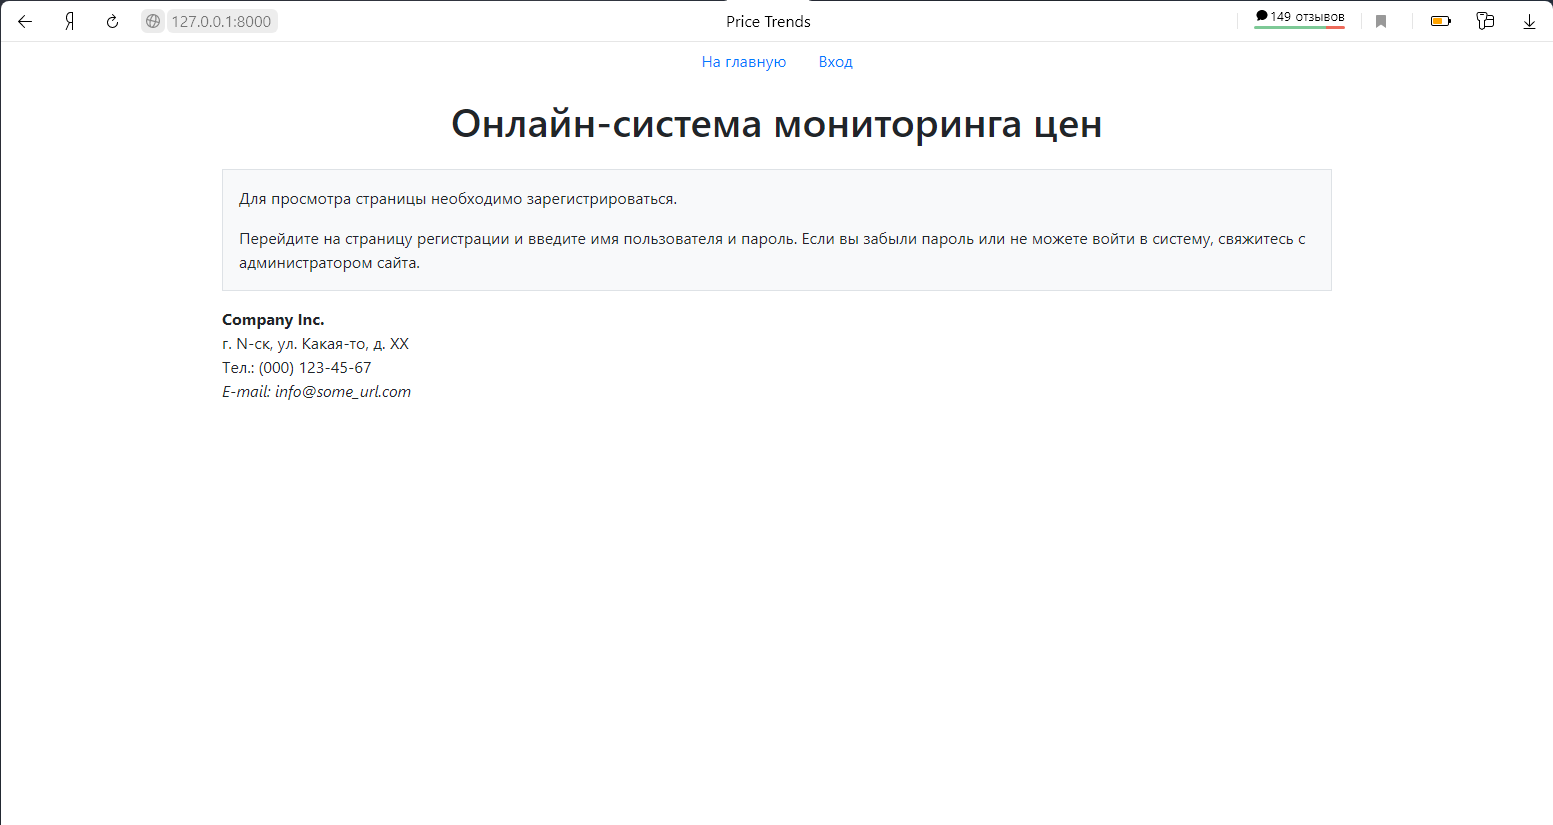 Я 127.0.0.1:8000 Price Trends 149 отзывов
На главную Вход
Онлайн-система мониторинга цен
Для просмотра страницы необходимо зарегистрироваться.
Перейдите на страницу регистрации и введите имя пользователя и пароль. Если вы забыли пароль или не можете войти в систему, свяжитесь с
администратором сайта.
Company Inc.
г. N-ск, ул. Какая-то, д. XX
Тел.: (000) 123-45-67
E-mail: info@some_url.com